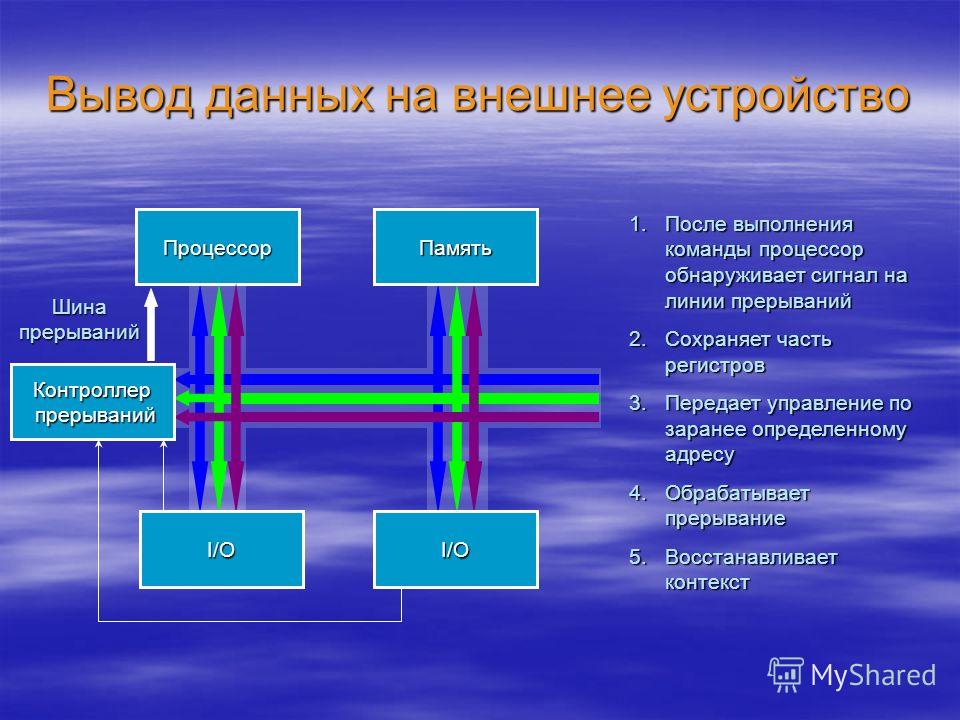 Вывод данных на внешнее устройство
Процессор
Память
Шина
прерываний
Контроллер
прерываний
I/O
I/O
1. После выполнения
команды процессор
обнаруживает сигнал на
линии прерываний
2. Сохраняет часть
регистров
3. Передает управление по
заранее определенному
адресу
4. Обрабатывает
прерывание
5. Восстанавливает
контекст
MyShared